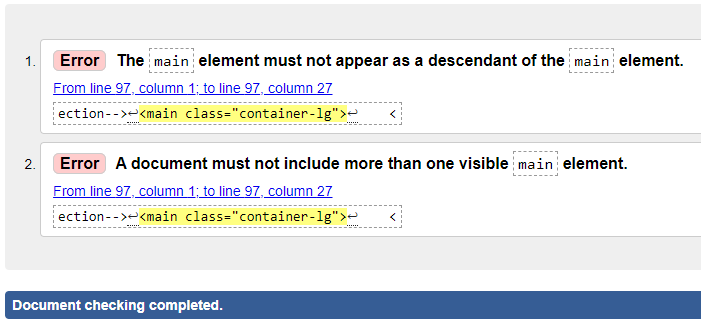 1. Error The main element must not appear as a descendant of the main element.
From line 97, column 1; to line 97, column 27
ection-->↩<main class="container-lg">↩    <
2. Error A document must not include more than one visible main element.
From line 97, column 1; to line 97, column 27
ection-->↩<main class="container-lg">↩    <
Document checking completed.